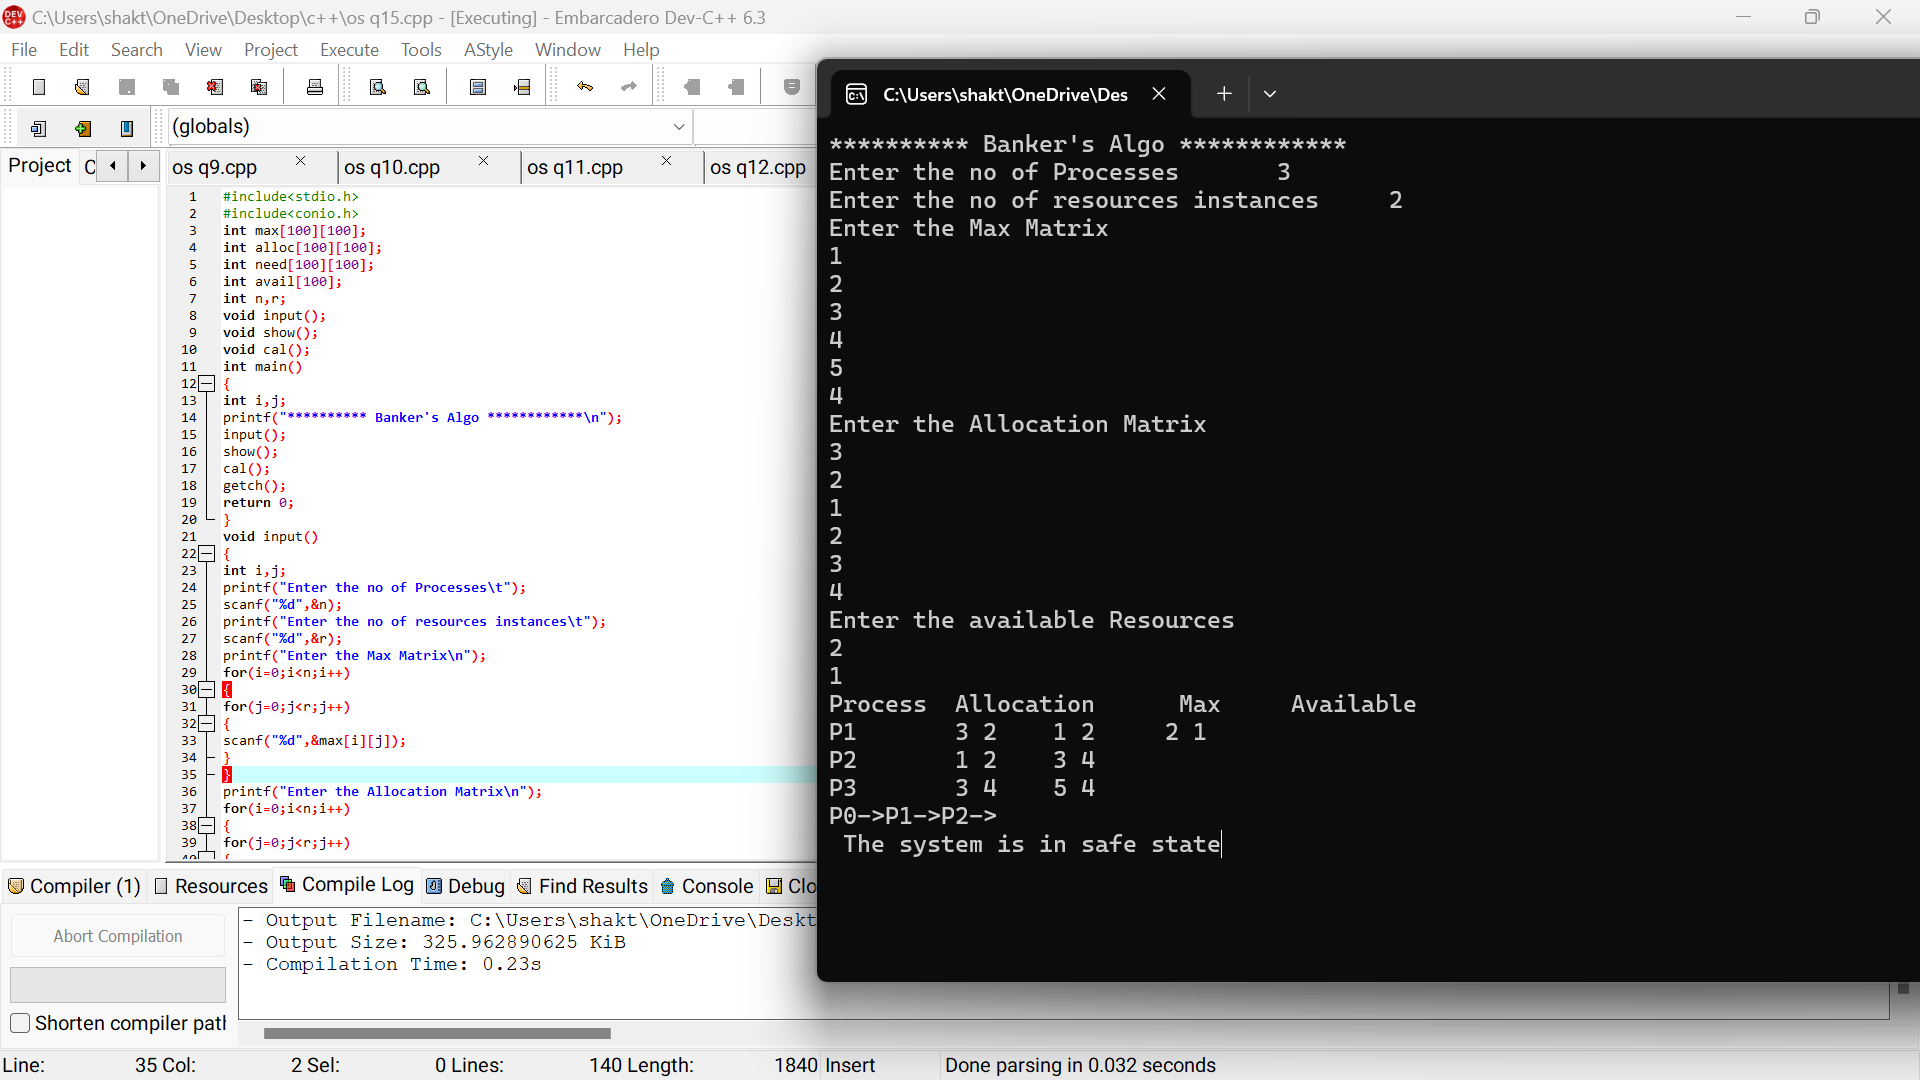 C:\Users\shakt\OneDrive\Desktop\c++\os q15.cpp - [Executing] - Embarcadero Dev-C++ 6.3
File Edit Search View Project Execute Tools AStyle Window Help
(globals)
Project
os q9.cpp os q10.cpp os q11.cpp os q12.cpp
1 #include<stdio.h>
2 #include<conio.h>
3 int max[100][100];
4 int alloc[100][100];
5 int need[100][100];
6 int avail[100];
7 int n,r;
8 void input();
9 void show();
10 void cal();
11 int main()
12 {
13 int i,j;
14 printf("********** Banker's Algo ************\n");
15 input();
16 show();
17 cal();
18 getch();
19 return 0;
20 }
21 void input()
22 {
23 int i,j;
24 printf("Enter the no of Processes\t");
25 scanf("%d",&n);
26 printf("Enter the no of resources instances\t");
27 scanf("%d",&r);
28 printf("Enter the Max Matrix\n");
29 for(i=0;i<n;i++)
30 {
31 for(j=0;j<r;j++)
32 {
33 scanf("%d",&max[i][j]);
34 }
35 }
36 printf("Enter the Allocation Matrix\n");
37 for(i=0;i<n;i++)
38 {
39 for(j=0;j<r;j++)
C:\Users\shakt\OneDrive\Des
********** Banker's Algo ************
Enter the no of Processes 3
Enter the no of resources instances 2
Enter the Max Matrix
1
2
3
4
5
4
Enter the Allocation Matrix
3
2
1
2
3
4
Enter the available Resources
2
1
Process Allocation Max Available
P1 3 2 1 2 2 1
P2 1 2 3 4
P3 3 4 5 4
P0->P1->P2->
The system is in safe state
Compiler (1) Resources Compile Log Debug Find Results Console Clo
Abort Compilation
Shorten compiler path
- Output Filename: C:\Users\shakt\OneDrive\Deskt
- Output Size: 325.962890625 KiB
- Compilation Time: 0.23s
Line: 35 Col: 2 Sel: 0 Lines: 140 Length: 1840 Insert Done parsing in 0.032 seconds